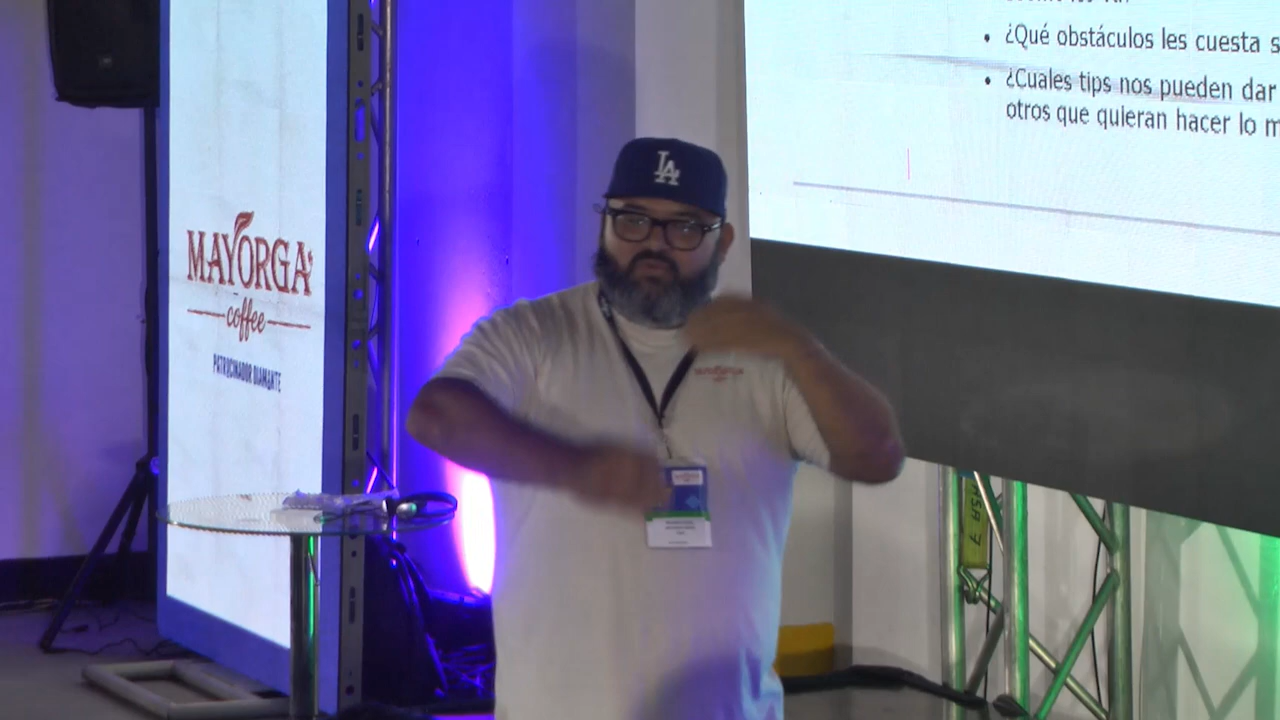 ¿Qué obstáculos les cuesta s
¿Cuales tips nos pueden dar
otros que quieran hacer lo m
LA
MAYORGA
coffee
PATROCINADOR DIAMANTE